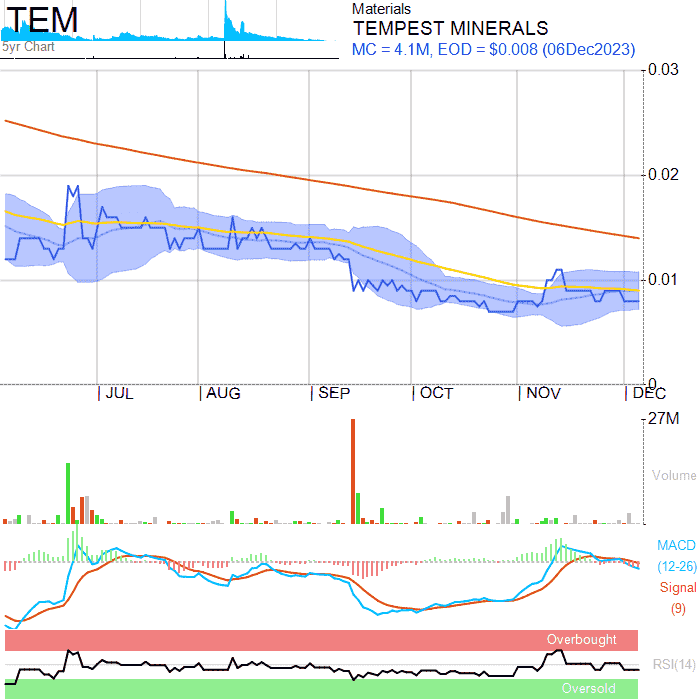 TEM
5yr Chart
Materials
TEMPEST MINERALS
MC = 4.1M, EOD = $0.008 (06Dec2023)
0.03
0.02
0.01
0
JUL AUG SEP OCT NOV DEC
27M
Volume
MACD
(12-26)
Signal
(9)
Overbought
RSI(14)
Oversold